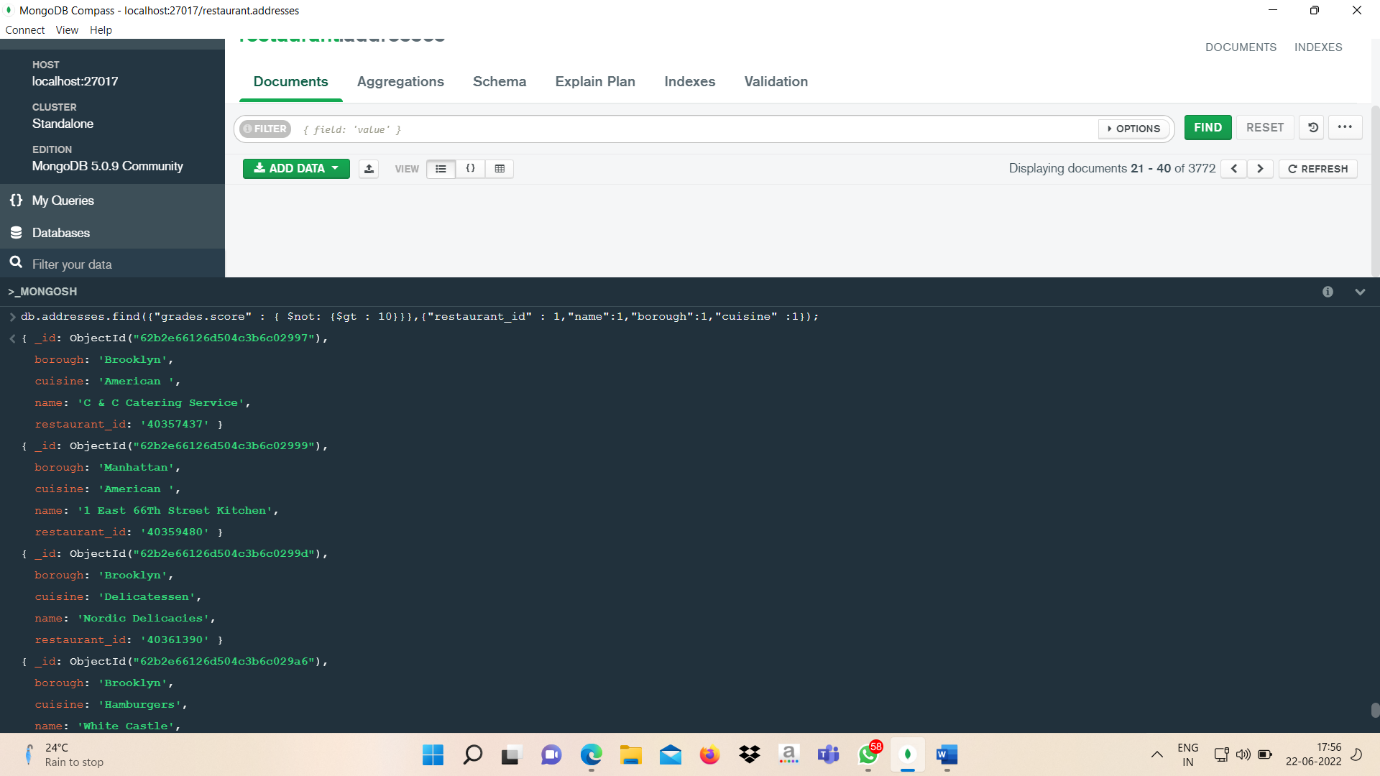 MongoDB Compass - localhost:27017/restaurant.addresses
Connect View Help
DOCUMENTS INDEXES
HOST
localhost:27017
CLUSTER
Standalone
EDITION
MongoDB 5.0.9 Community
{} My Queries
Databases
Filter your data
Documents Aggregations Schema Explain Plan Indexes Validation
FILTER { field: 'value' } OPTIONS FIND RESET ...
ADD DATA VIEW {} Displaying documents 21 - 40 of 3772 < > REFRESH
>_MONGOSH
> db.addresses.find({"grades.score" : { $not: {$gt : 10}}},{"restaurant_id" : 1,"name":1,"borough":1,"cuisine" :1});
< { _id: ObjectId("62b2e66126d504c3b6c02997"),
borough: 'Brooklyn',
cuisine: 'American ',
name: 'C & C Catering Service',
restaurant_id: '40357437' }
{ _id: ObjectId("62b2e66126d504c3b6c02999"),
borough: 'Manhattan',
cuisine: 'American ',
name: '1 East 66Th Street Kitchen',
restaurant_id: '40359480' }
{ _id: ObjectId("62b2e66126d504c3b6c0299d"),
borough: 'Brooklyn',
cuisine: 'Delicatessen',
name: 'Nordic Delicacies',
restaurant_id: '40361390' }
{ _id: ObjectId("62b2e66126d504c3b6c029a6"),
borough: 'Brooklyn',
cuisine: 'Hamburgers',
name: 'White Castle',
24°C
Rain to stop
58
ENG
IN
17:56
22-06-2022